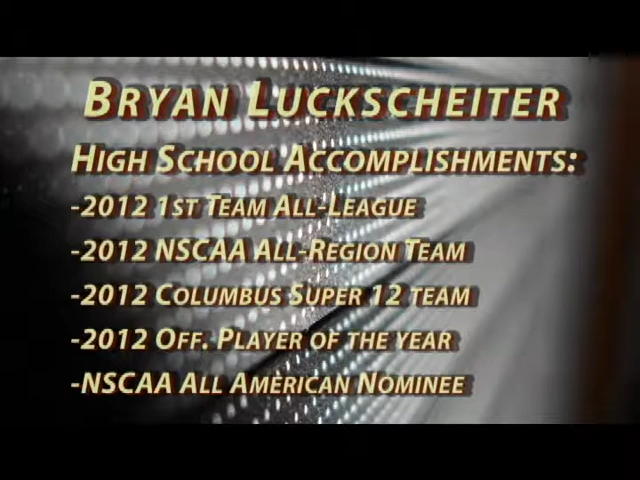 BRYAN LUCKSCHEITER
HIGH SCHOOL ACCOMPLISHMENTS:
-2012 1ST TEAM ALL-LEAGUE
-2012 NSCAA ALL-REGION TEAM
-2012 COLUMBUS SUPER 12 TEAM
-2012 OFF. PLAYER OF THE YEAR
-NSCAA ALL AMERICAN NOMINEE